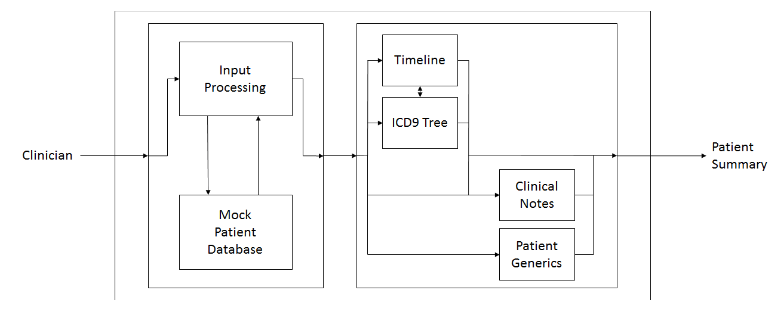 Clinician
Input
Processing
Mock
Patient
Database
Timeline
ICD9 Tree
Clinical
Notes
Patient
Generics
Patient
Summary